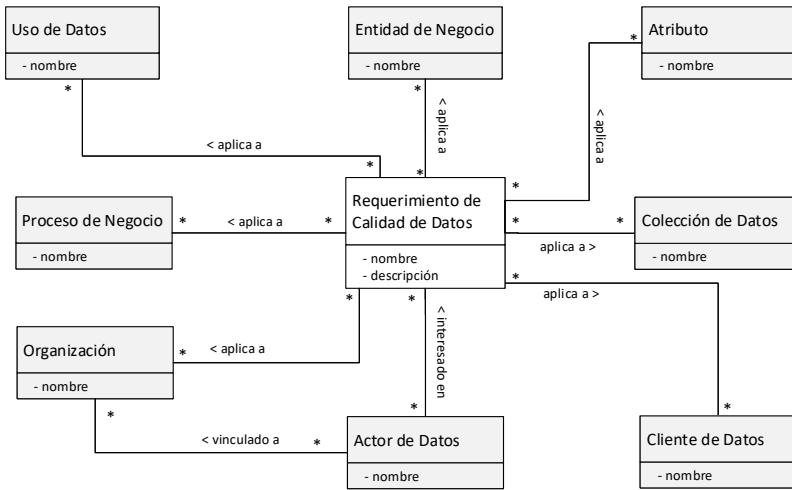 Uso de Datos
- nombre
Entidad de Negocio
- nombre
Atributo
- nombre
*
*
*
< aplica a
< aplica a
< aplica a
*
*
*
Requerimiento de
Calidad de Datos
- nombre
- descripción
Proceso de Negocio
- nombre
*
< aplica a
*
*
*
aplica a >
Colección de Datos
- nombre
*
aplica a >
*
*
*
Organización
- nombre
*
< aplica a
< interesado en
*
< vinculado a
*
*
Actor de Datos
- nombre
*
Cliente de Datos
- nombre